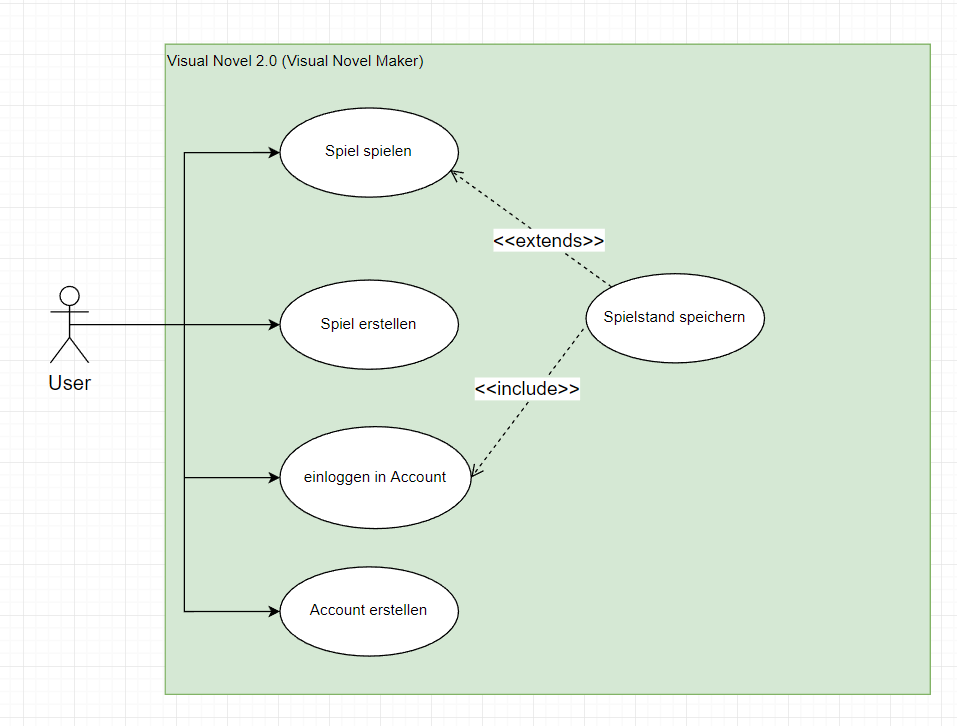 Visual Novel 2.0 (Visual Novel Maker)
Spiel spielen
<<extends>>
Spiel erstellen
Spielstand speichern
User
<<include>>
einloggen in Account
Account erstellen